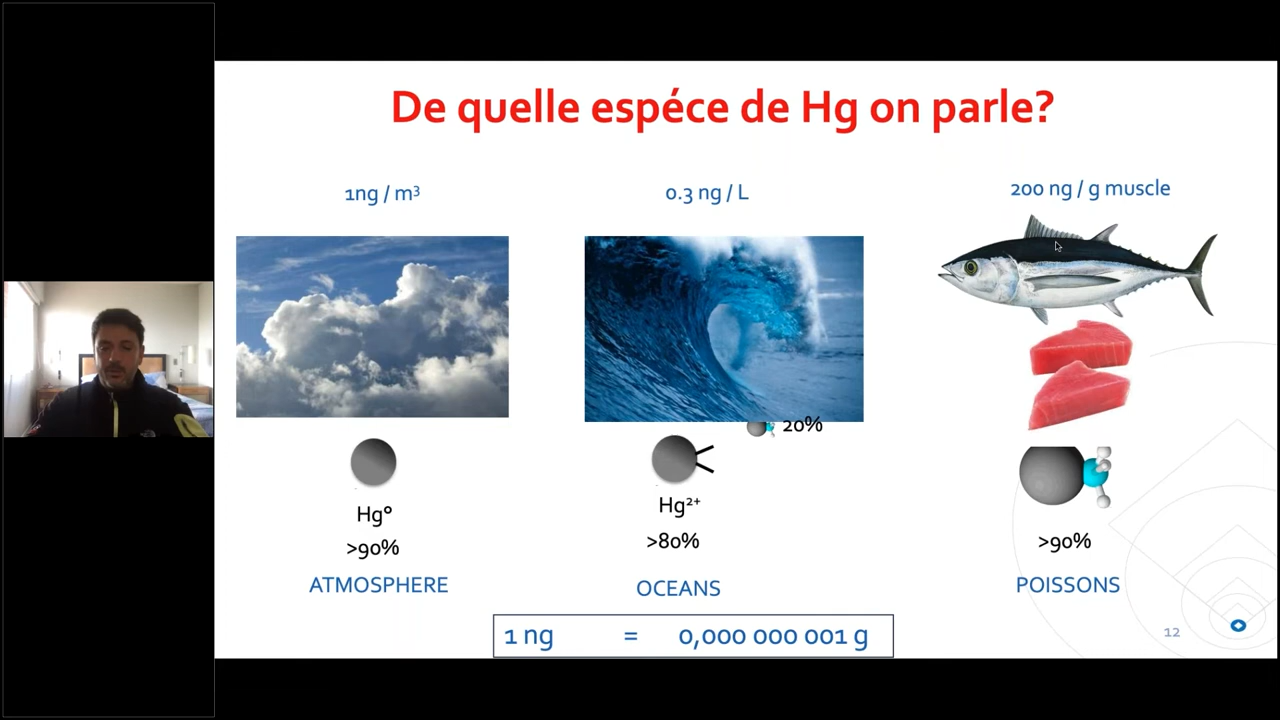 De quelle espéce de Hg on parle?
1ng / m³
0.3 ng / L
200 ng / g muscle
20%
Hg°
Hg²⁺
>90%
>80%
>90%
ATMOSPHERE
OCEANS
POISSONS
1 ng = 0,000 000 001 g
12